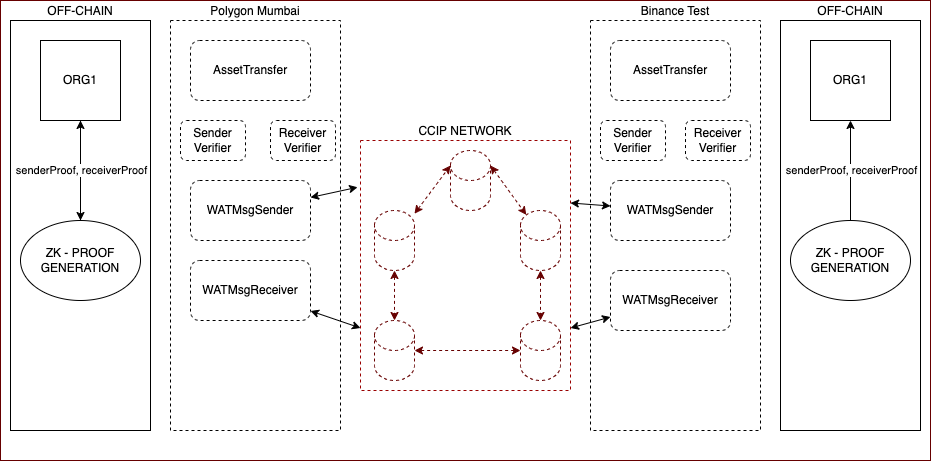 OFF-CHAIN
Polygon Mumbai
Binance Test
OFF-CHAIN
ORG1
senderProof, receiverProof
ZK - PROOF
GENERATION
AssetTransfer
Sender
Verifier
Receiver
Verifier
WATMsgSender
WATMsgReceiver
CCIP NETWORK
AssetTransfer
Sender
Verifier
Receiver
Verifier
WATMsgSender
WATMsgReceiver
ORG1
senderProof, receiverProof
ZK - PROOF
GENERATION